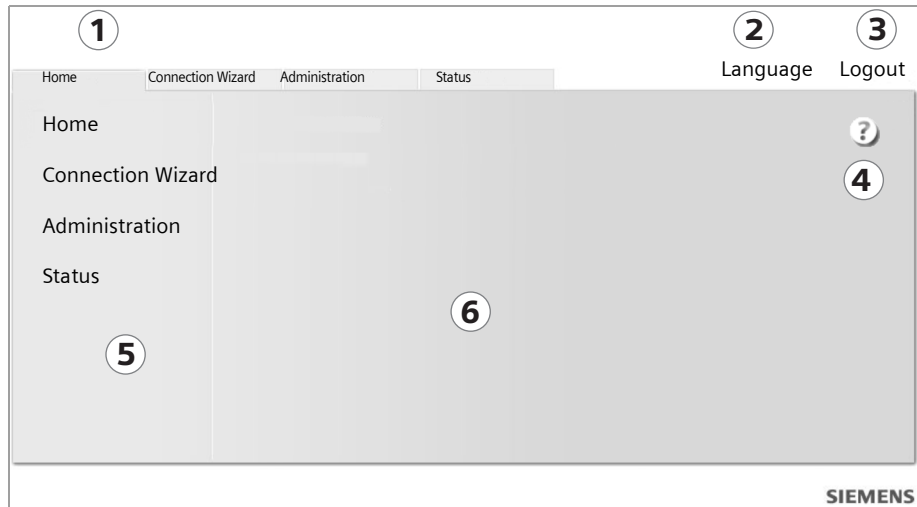 1 2 3
Language Logout
Home Connection Wizard Administration Status
Home
?
Connection Wizard
4
Administration
Status
6
5
SIEMENS